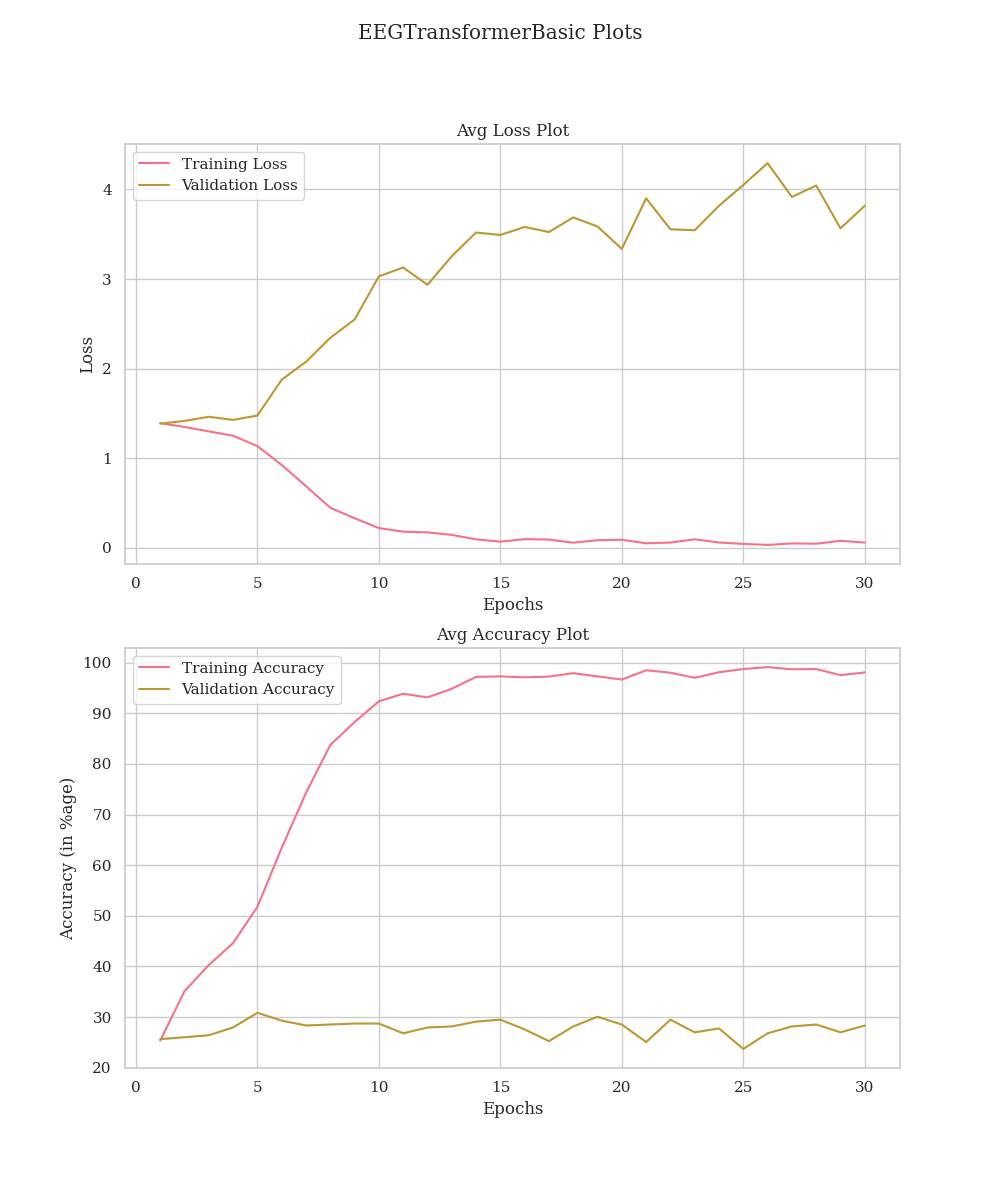 EEGTransformerBasic Plots
Avg Loss Plot
Training Loss
Validation Loss
4
3
2
1
0
Loss
0 5 10 15 20 25 30
Epochs
Avg Accuracy Plot
Training Accuracy
Validation Accuracy
100
90
80
70
60
50
40
30
20
Accuracy (in %age)
0 5 10 15 20 25 30
Epochs